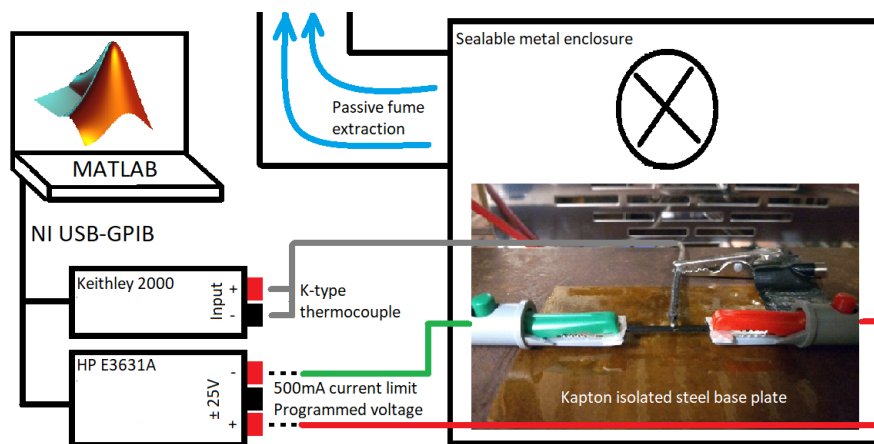 Sealable metal enclosure
Passive fume
extraction
MATLAB
NI USB-GPIB
Keithley 2000
Input
+
-
K-type
thermocouple
HP E3631A
± 25V
-
+
500mA current limit
Programmed voltage
Kapton isolated steel base plate